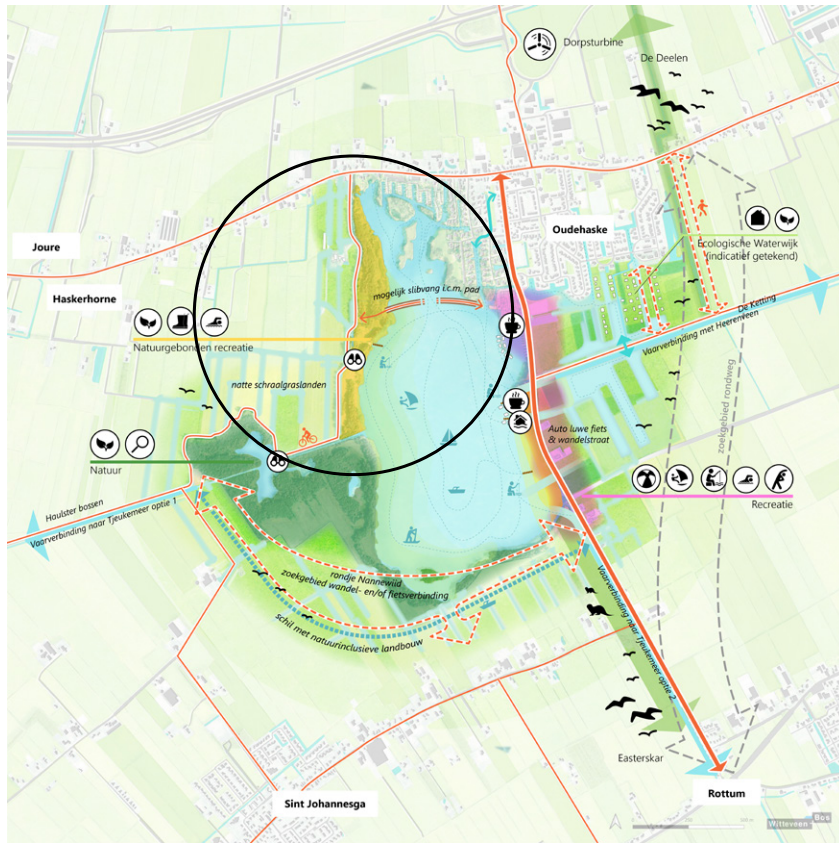 Dorpsturbine
De Deelen
Oudehaske
Joure
Ecologische Waterwijk
(indicatief getekend)
Haskerhorne
mogelijk slibvang i.c.m. pad
De Ketting
Vaarverbinding met Heerenveen
Natuurgebonden recreatie
zoekgebied rondweg
natte schraalgraslanden
Auto luwe fiets
& wandelstraat
Natuur
Recreatie
Haulster bossen
Vaarverbinding naar Tjeukemeer optie 1
rondje Nannewiid
zoekgebied wandel- en/of fietsverbinding
schil met natuurinclusieve landbouw
Vaarverbinding naar Tjeukemeer optie 2
Easterskar
Rottum
Sint Johannesga
Witteveen Bos